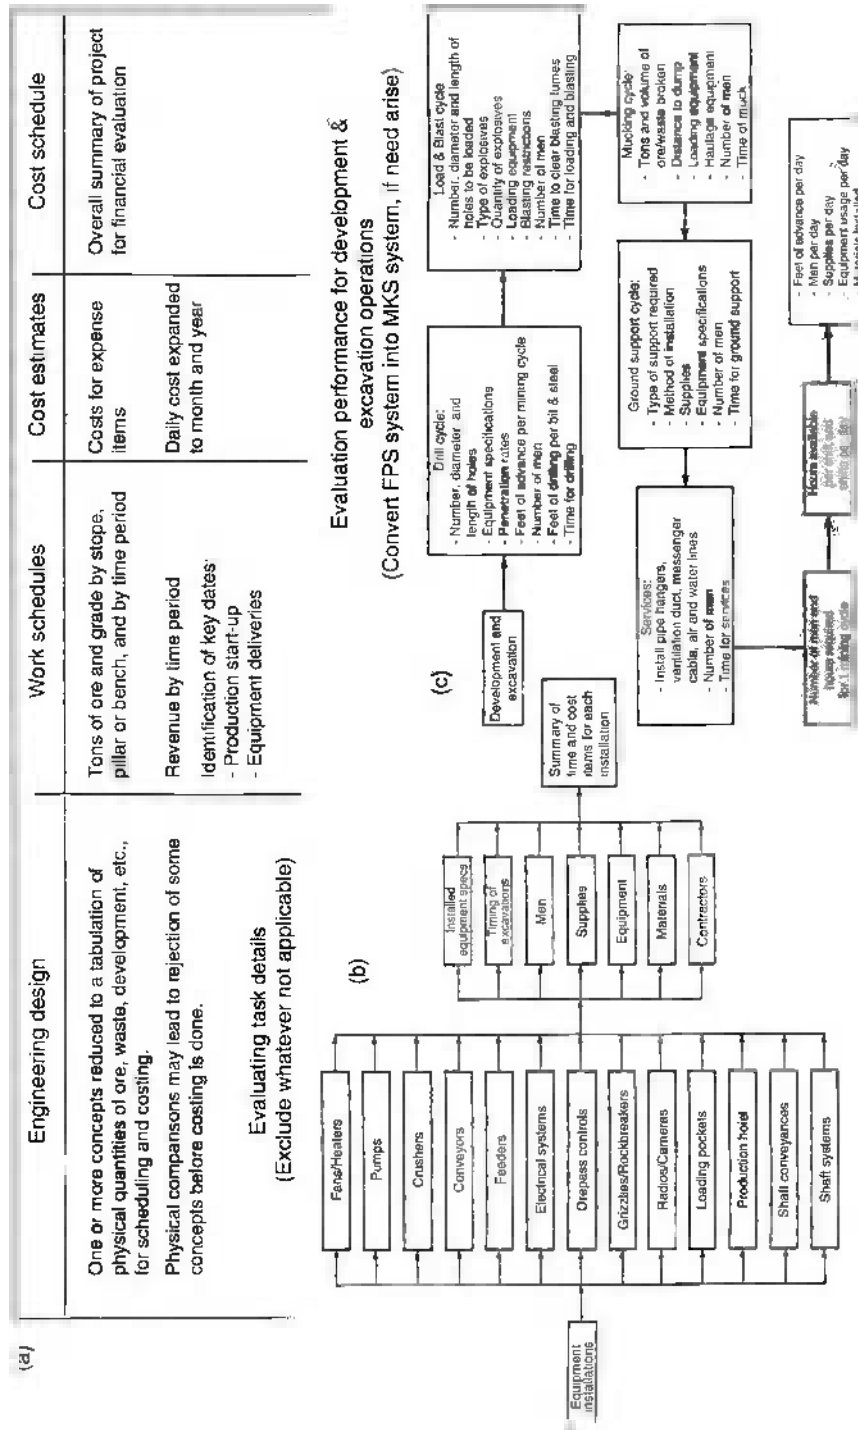 (a)
Engineering design
Work schedules
Cost estimates
Cost schedule
One or more concepts reduced to a tabulation of
physical quantities of ore, waste, development, etc.,
for scheduling and costing.
Physical comparisons may lead to rejection of some
concepts before costing is done.
Tons of ore and grade by stope,
pillar or bench, and by time period
Revenue by time period
Identification of key dates:
- Production start-up
- Equipment deliveries
Costs for expense
items
Daily cost expanded
to month and year
Overall summary of project
for financial evaluation
Evaluating task details
(Exclude whatever not applicable)
(b)
Equipment
installations
Fans/Heaters
Pumps
Crushers
Conveyors
Feeders
Electrical systems
Orepass controls
Grizzlies/Rockbreakers
Radios/Cameras
Loading pockets
Production hoist
Shaft conveyances
Shaft systems
Installed
equipment specs
Timing of
excavations
Men
Supplies
Equipment
Materials
Contractors
Summary of
time and cost
items for each
installation
Evaluation performance for development &
excavation operations
(Convert FPS system into MKS system, if need arise)
(c)
Development and
excavation
Drill cycle:
- Number, diameter and
length of holes
- Equipment specifications
- Penetration rates
- Feet of advance per mining cycle
- Number of men
- Feet of drilling per bit & steel
- Time for drilling
Load & Blast cycle
- Number, diameter and length of
holes to be loaded
- Type of explosives
- Quantity of explosives
- Loading equipment
- Blasting restrictions
- Number of men
- Time to clear blasting fumes
- Time for loading and blasting
Mucking cycle:
- Tons and volume of
ore/waste broken
- Distance to dump
- Loading equipment
- Haulage equipment
- Number of men
- Time of muck
Ground support cycle:
- Type of support required
- Method of installation
- Supplies
- Equipment specifications
- Number of men
- Time for ground support
Services:
- Install pipe hangers,
ventilation duct, messenger
cable, air and water lines
- Number of men
- Time for services
Number of men and
hours required
for 1 mining cycle
Hours available
per shift and
shifts per day
- Feet of advance per day
- Men per day
- Supplies per day
- Equipment usage per day